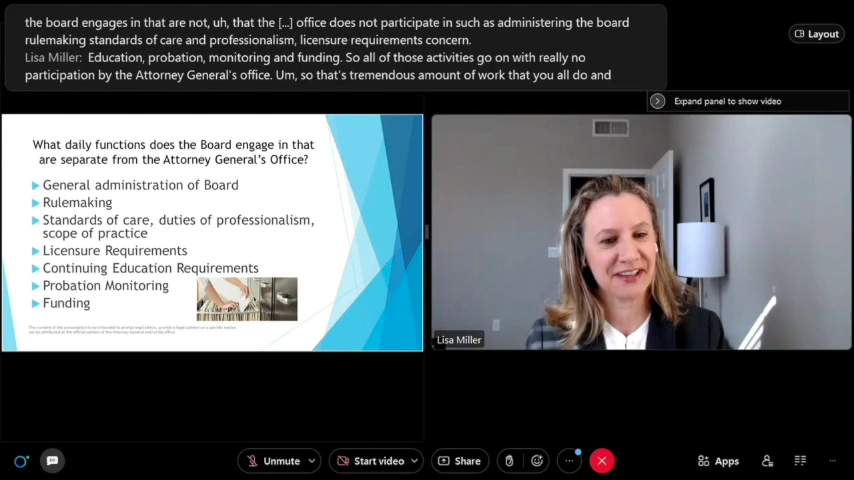 the board engages in that are not, uh, that the [...] office does not participate in such as administering the board
rulemaking standards of care and professionalism, licensure requirements concern.
Lisa Miller: Education, probation, monitoring and funding. So all of those activities go on with really no
participation by the Attorney General's office. Um, so that's tremendous amount of work that you all do and
Layout
Expand panel to show video
What daily functions does the Board engage in that
are separate from the Attorney General's Office?
General administration of Board
Rulemaking
Standards of care, duties of professionalism,
scope of practice
Licensure Requirements
Continuing Education Requirements
Probation Monitoring
Funding
Lisa Miller
Unmute
Start video
Share
Apps